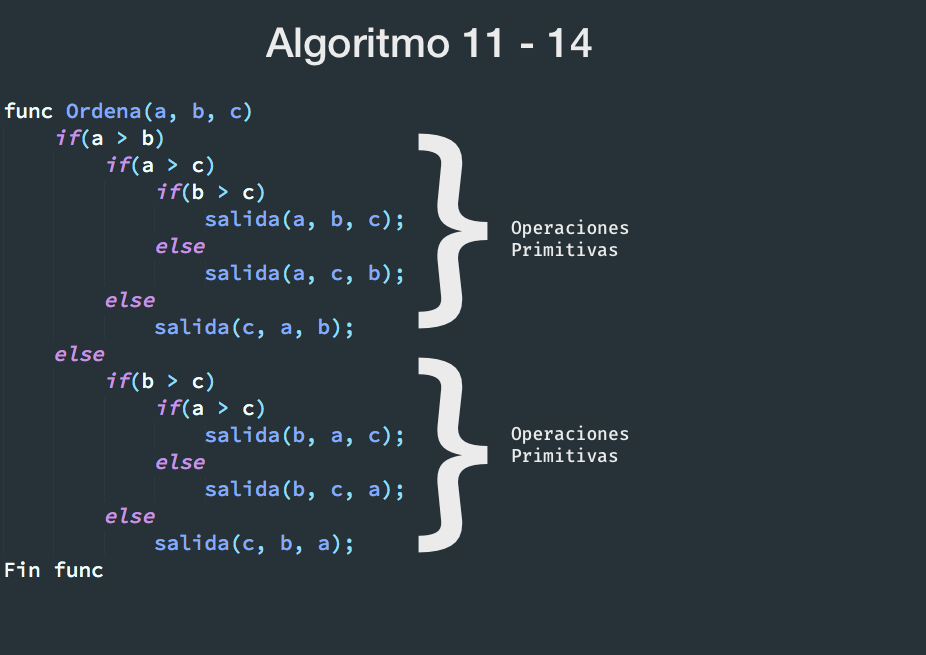 Algoritmo 11 - 14
func Ordena(a, b, c)
if(a > b)
if(a > c)
if(b > c)
salida(a, b, c);
else
salida(a, c, b);
else
salida(c, a, b);
else
if(b > c)
if(a > c)
salida(b, a, c);
else
salida(b, c, a);
else
salida(c, b, a);
Fin func
Operaciones
Primitivas
Operaciones
Primitivas